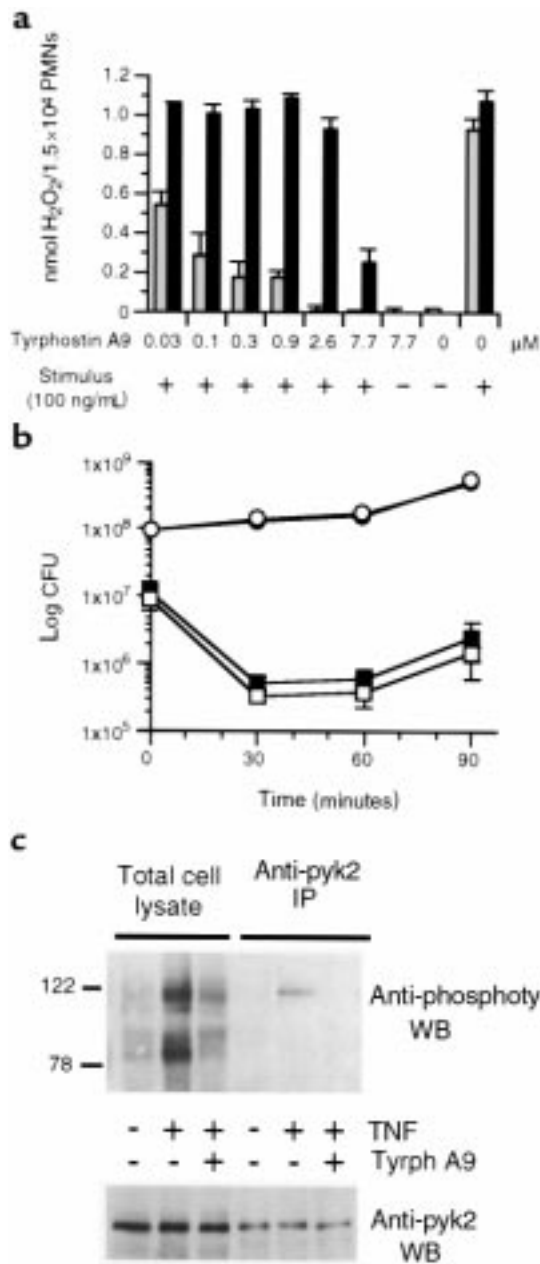 a
nmol H₂O₂/1.5×10⁴ PMNs
1.2
1.0
0.8
0.6
0.4
0.2
0
Tyrphostin A9 0.03 0.1 0.3 0.9 2.6 7.7 7.7 0 0 μM
Stimulus
(100 ng/mL) + + + + + + – – +
b
Log CFU
1x10⁹
1x10⁸
1x10⁷
1x10⁶
1x10⁵
0 30 60 90
Time (minutes)
c
Total cell
lysate
Anti-pyk2
IP
122
78
Anti-phosphoty
WB
- + + - + + TNF
- - + - - + Tyrph A9
Anti-pyk2
WB